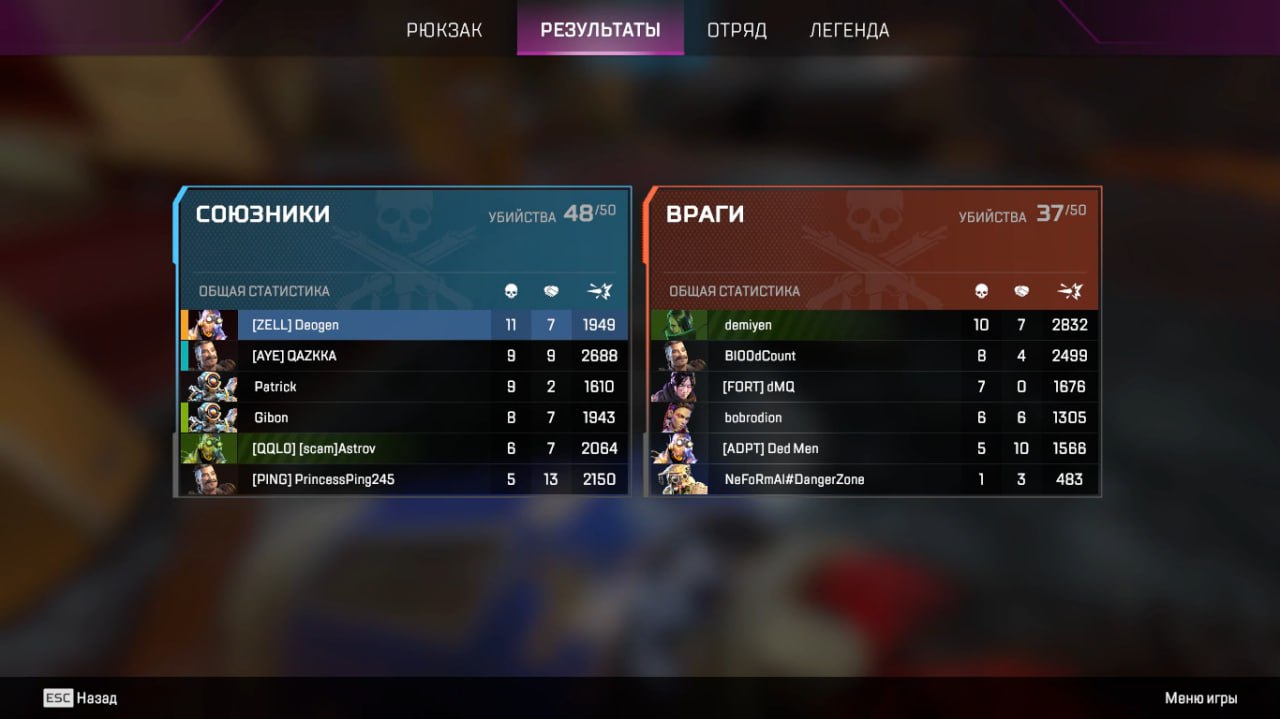 РЮКЗАК РЕЗУЛЬТАТЫ ОТРЯД ЛЕГЕНДА
СОЮЗНИКИ УБИЙСТВА 48/50
ОБЩАЯ СТАТИСТИКА
[ZELL] Deogen 11 7 1949
[AYE] QAZKKA 9 9 2688
Patrick 9 2 1610
Gibon 8 7 1943
[QQLO] [scam]Astrov 6 7 2064
[PING] PrincessPing245 5 13 2150
ВРАГИ УБИЙСТВА 37/50
ОБЩАЯ СТАТИСТИКА
demiyen 10 7 2832
BlOOdCount 8 4 2499
[FORT] dMQ 7 0 1676
bobrodion 6 6 1305
[ADPT] Ded Men 5 10 1566
NeFoRmAl#DangerZone 1 3 483
ESC Назад Меню игры